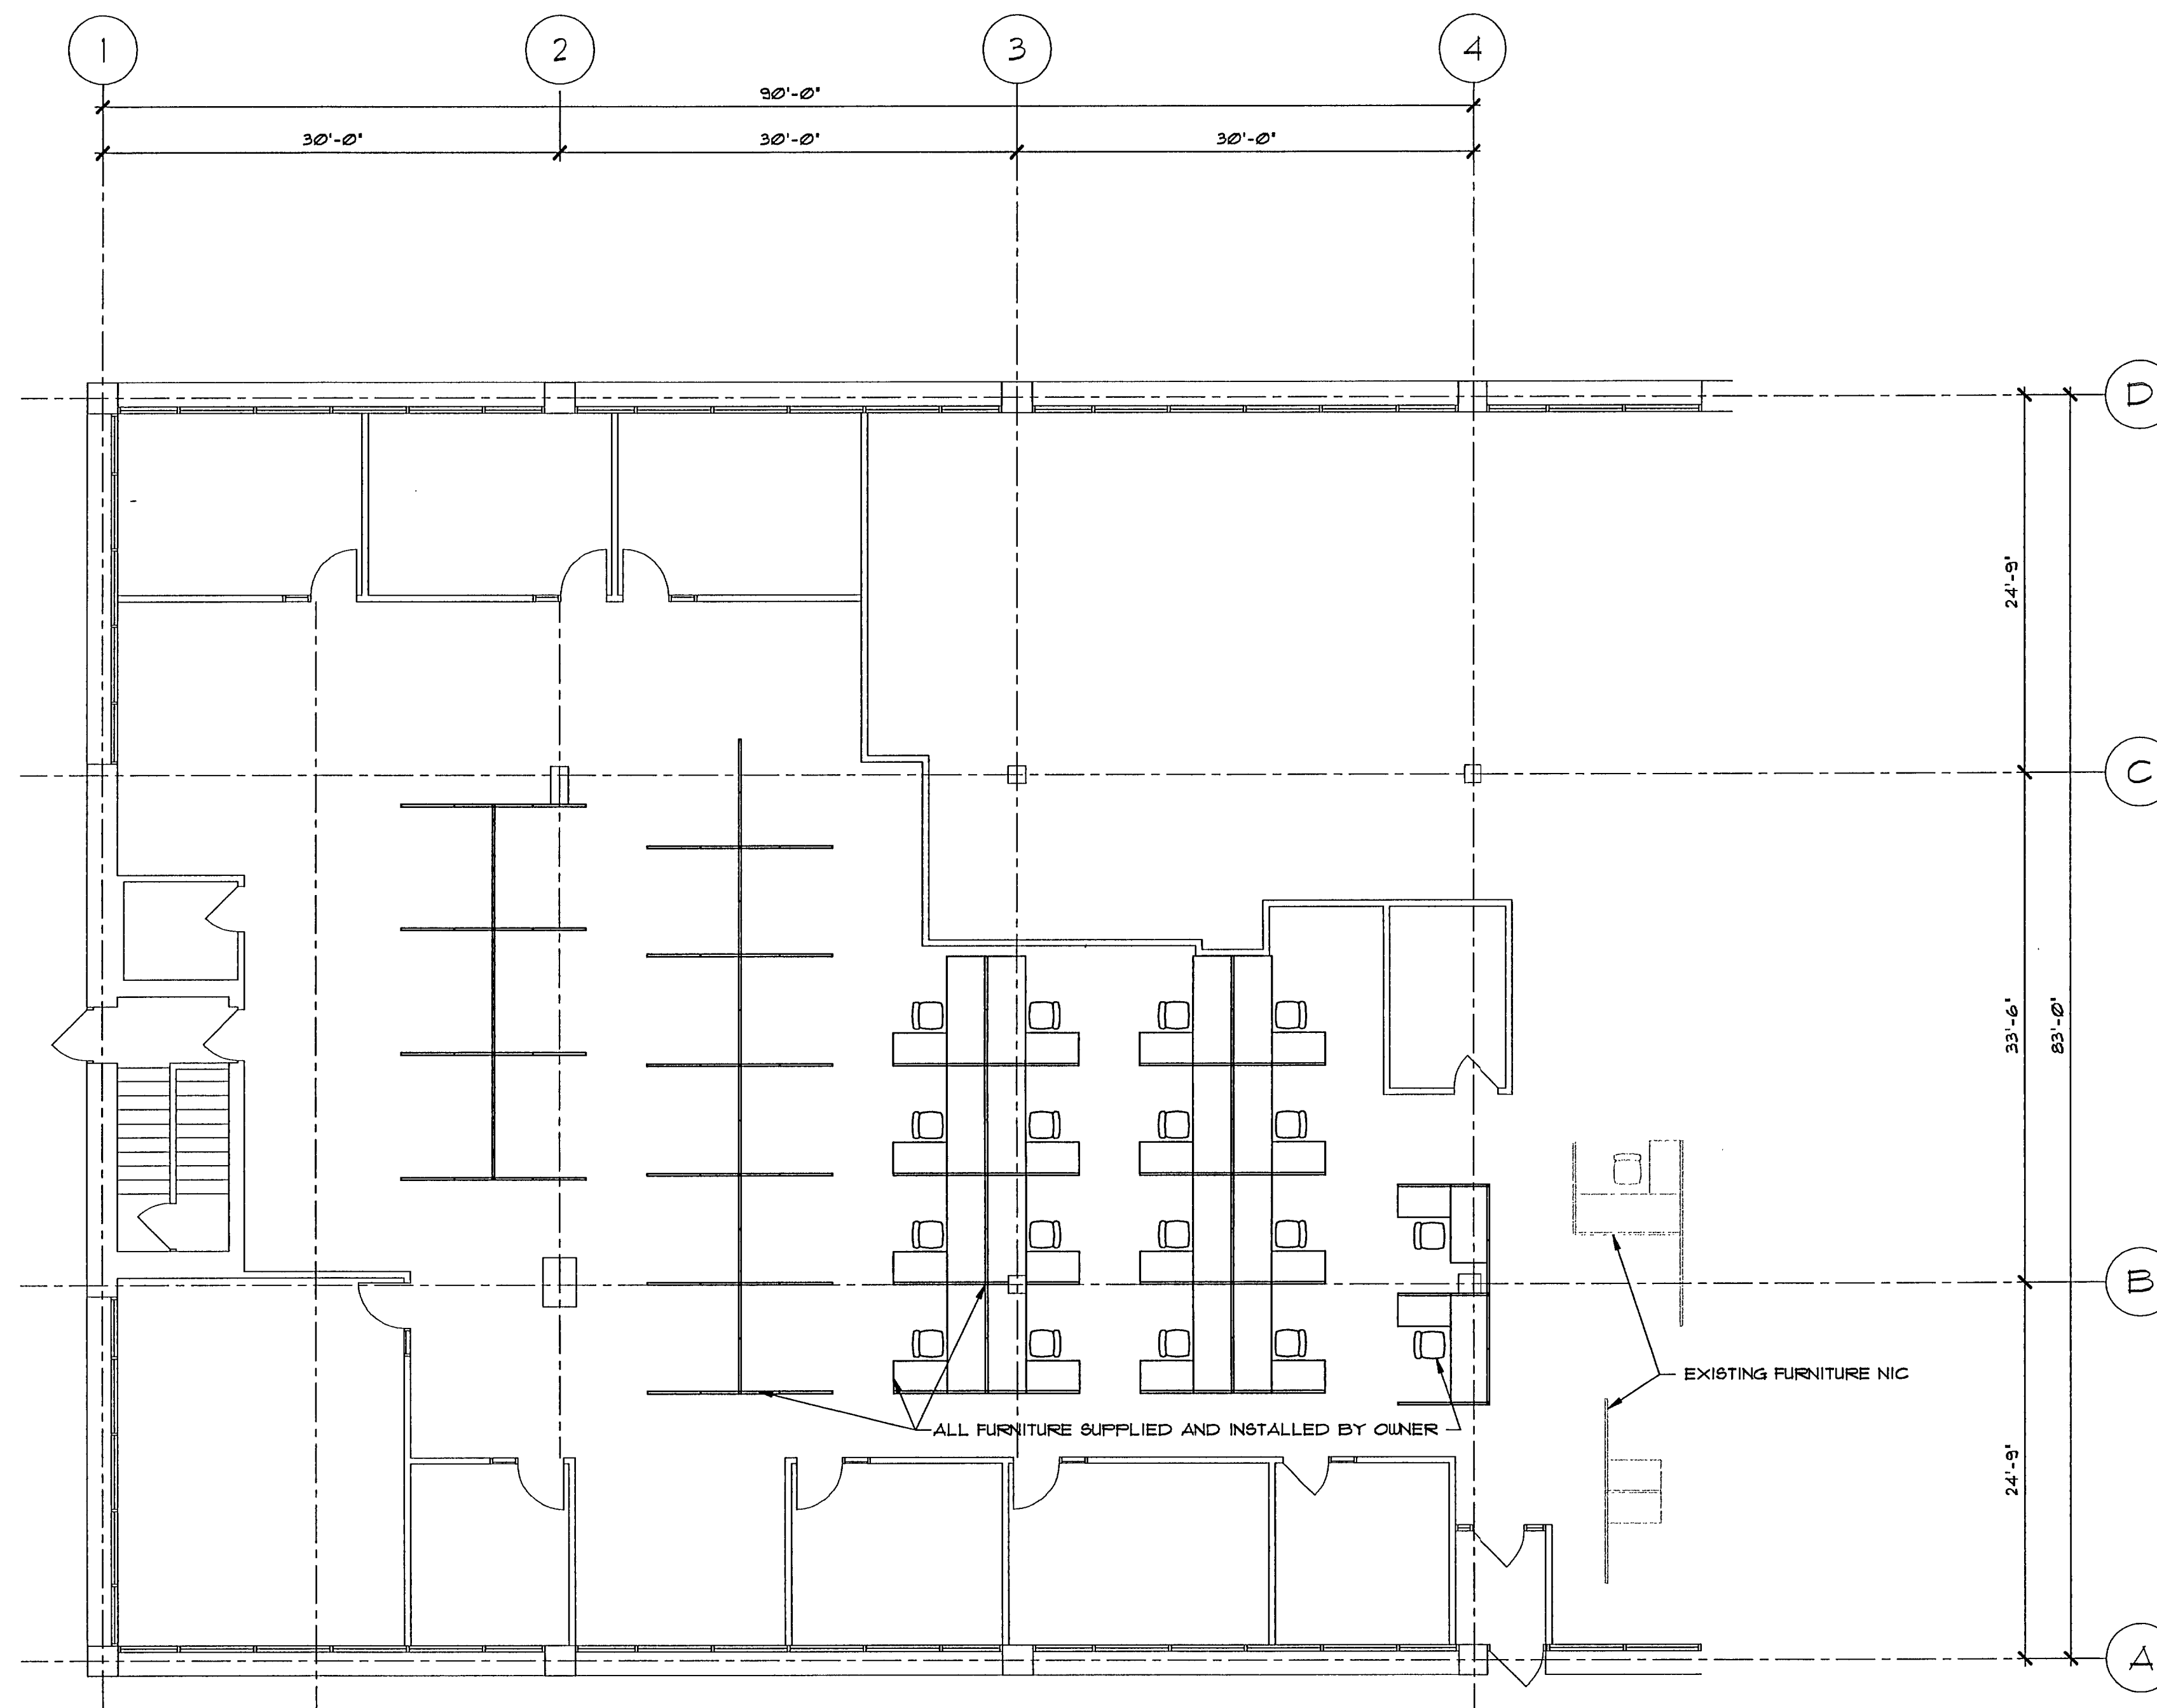 1
2
3
4
90'-0"
30'-0"
30'-0"
30'-0"
D
24'-9"
C
33'-6"
83'-0"
B
EXISTING FURNITURE NIC
ALL FURNITURE SUPPLIED AND INSTALLED BY OWNER
24'-9"
A